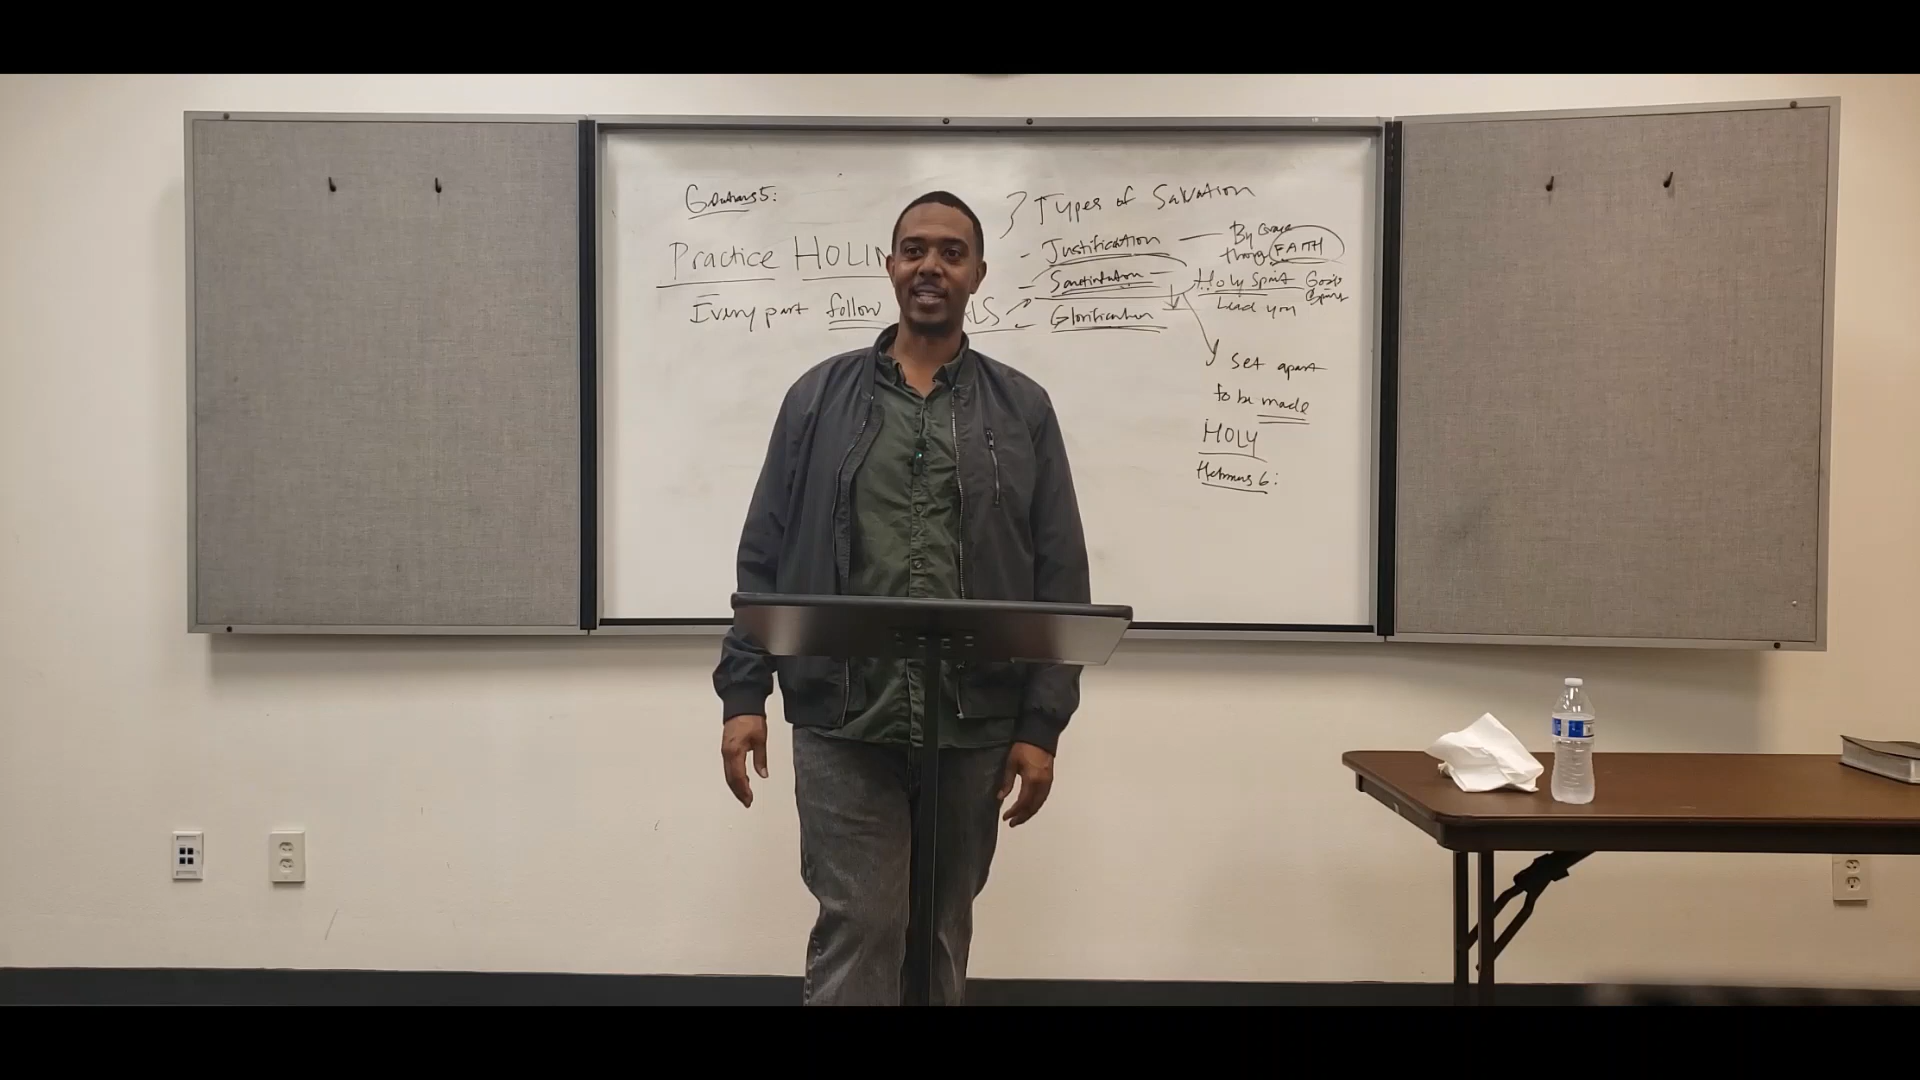 Galatians 5:
Practice HOLIN
Every part follow
3 Types of Salvation
- Justification — By Grace through FAITH
- Sanctification — Holy Spirit Lead you
- Glorification
Set apart
to be made
HOLY
Hebrews 6: